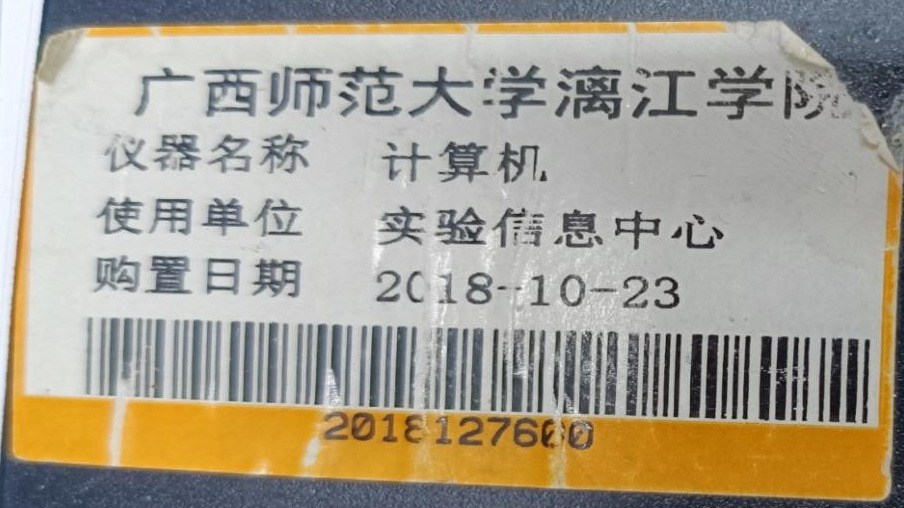 广西师范大学漓江学院
仪器名称 计算机
使用单位 实验信息中心
购置日期 2018-10-23
2018127600